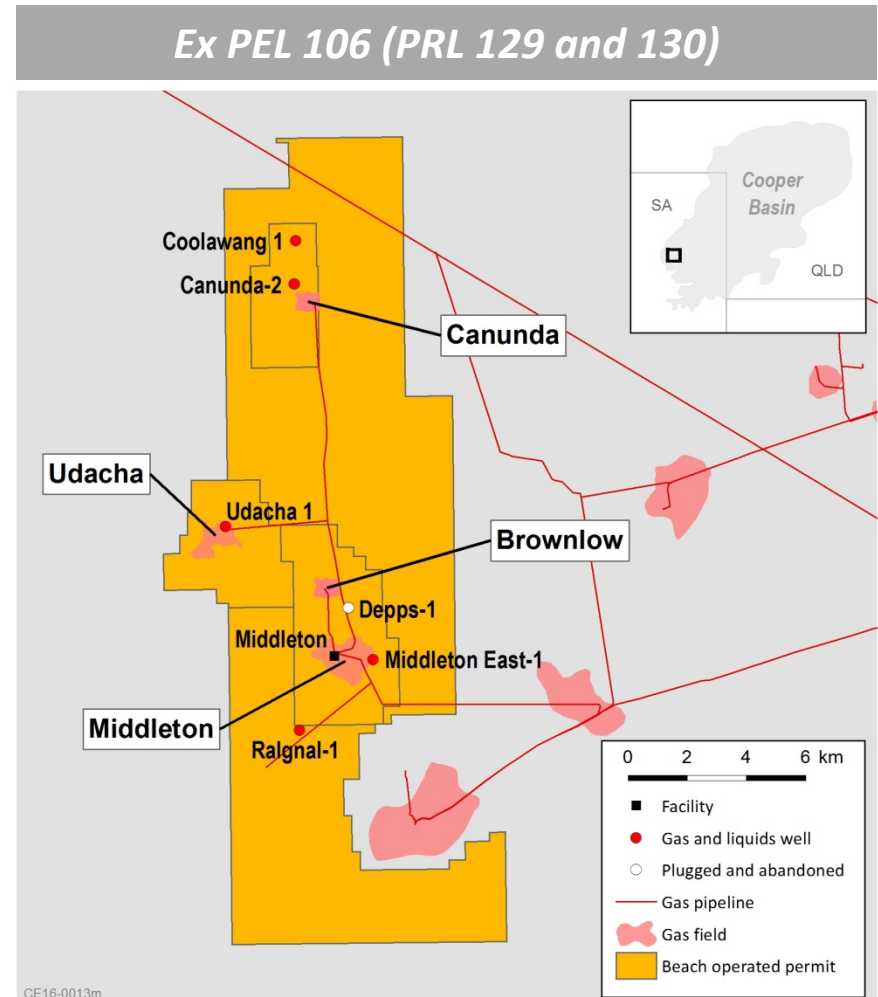 Ex PEL 106 (PRL 129 and 130)
Cooper
Basin
SA
QLD
Coolawang 1
Canunda-2
Canunda
Udacha
Udacha 1
Brownlow
Depps-1
Middleton
Middleton East-1
Middleton
Ralgnal-1
0 2 4 6 km
Facility
Gas and liquids well
Plugged and abandoned
Gas pipeline
Gas field
Beach operated permit
CE16-0013m